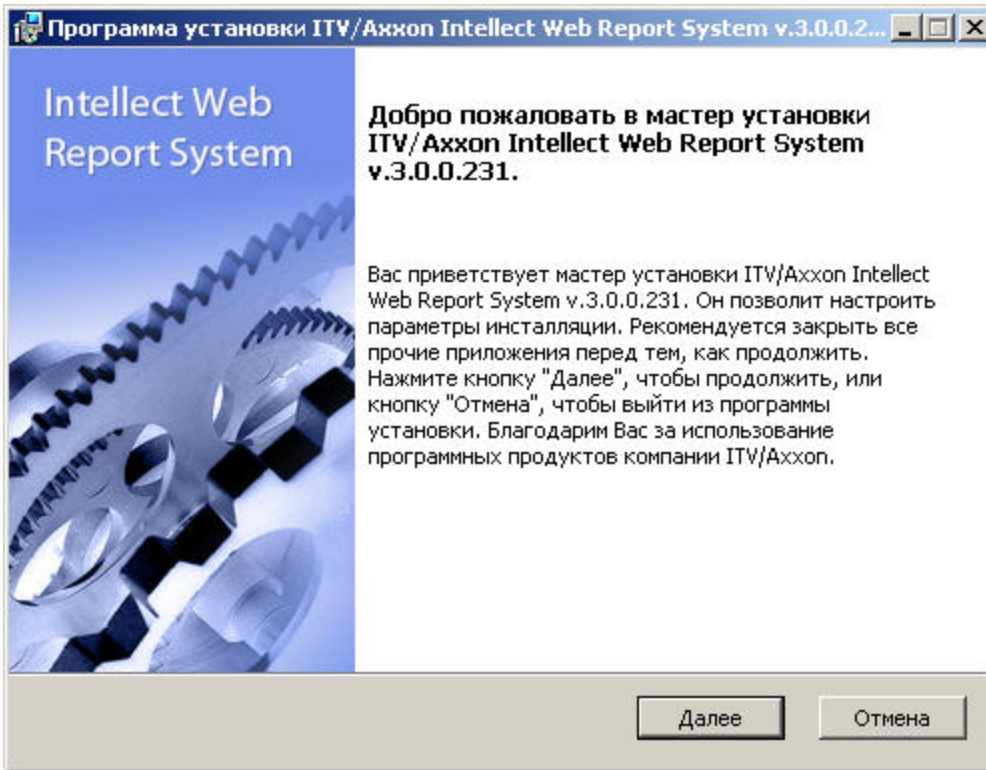 Программа установки ITV/Axxon Intellect Web Report System v.3.0.0.2...
Intellect Web
Report System
Добро пожаловать в мастер установки
ITV/Axxon Intellect Web Report System
v.3.0.0.231.
Вас приветствует мастер установки ITV/Axxon Intellect
Web Report System v.3.0.0.231. Он позволит настроить
параметры инсталляции. Рекомендуется закрыть все
прочие приложения перед тем, как продолжить.
Нажмите кнопку "Далее", чтобы продолжить, или
кнопку "Отмена", чтобы выйти из программы
установки. Благодарим Вас за использование
программных продуктов компании ITV/Axxon.
Далее
Отмена